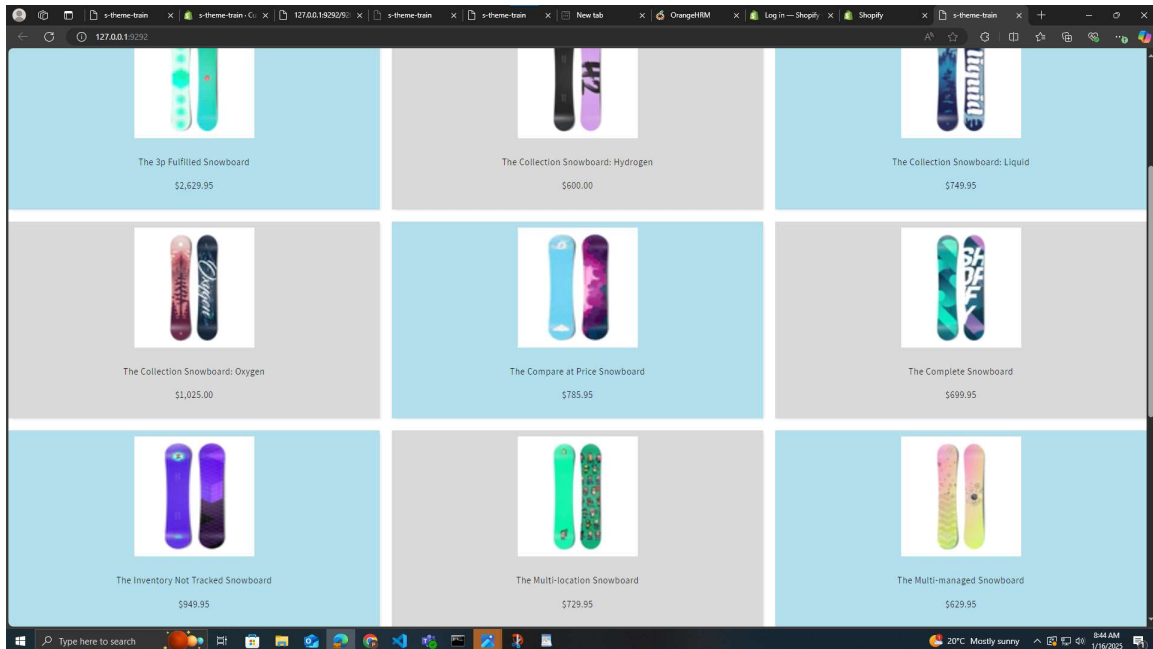 s-theme-train
s-theme-train · Cu
127.0.0.1:9292/92
s-theme-train
s-theme-train
New tab
OrangeHRM
Log in — Shopify
Shopify
s-theme-train
127.0.0.1:9292
H2
liquid
The 3p Fulfilled Snowboard
The Collection Snowboard: Hydrogen
The Collection Snowboard: Liquid
$2,629.95
$600.00
$749.95
Oxygen
The Collection Snowboard: Oxygen
The Compare at Price Snowboard
The Complete Snowboard
$1,025.00
$785.95
$699.95
The Inventory Not Tracked Snowboard
The Multi-location Snowboard
The Multi-managed Snowboard
$949.95
$729.95
$629.95
Type here to search
20°C Mostly sunny
8:44 AM
1/16/2025